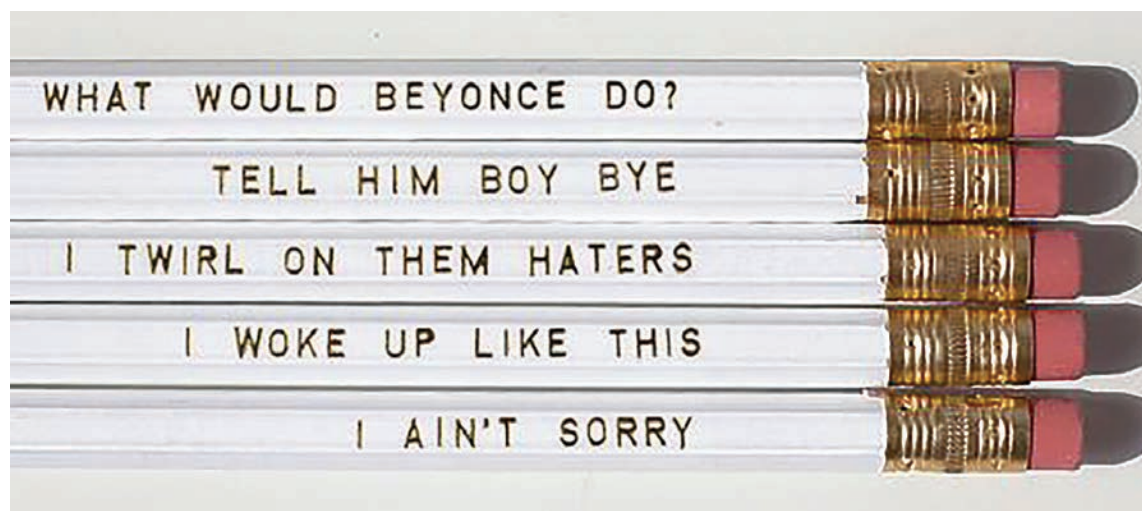 WHAT WOULD BEYONCE DO?
TELL HIM BOY BYE
I TWIRL ON THEM HATERS
I WOKE UP LIKE THIS
I AIN'T SORRY